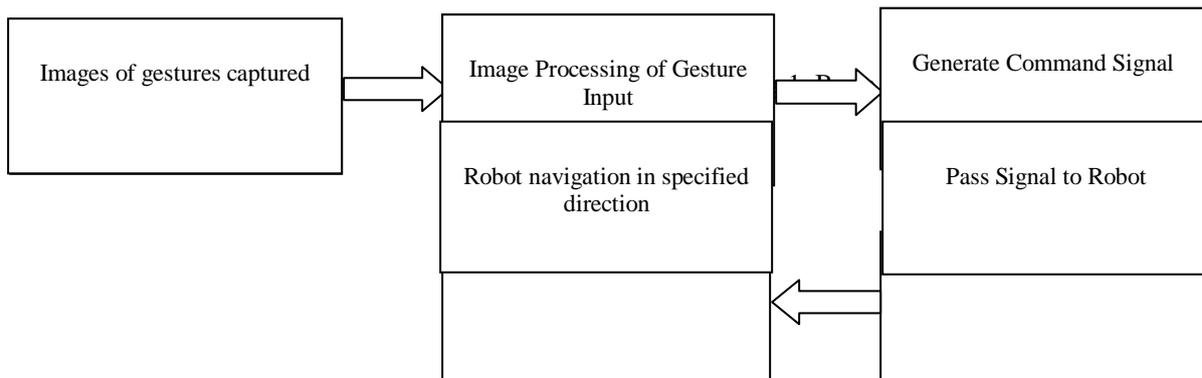 Images of gestures captured
Image Processing of Gesture
Input
Generate Command Signal
Robot navigation in specified
direction
Pass Signal to Robot